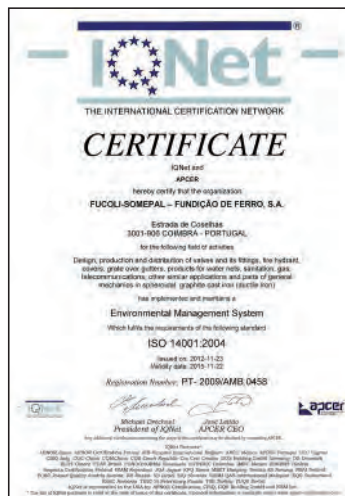 IQNet
®
THE INTERNATIONAL CERTIFICATION NETWORK
CERTIFICATE
IQNet and
APCER
hereby certify that the organization
FUCOLI-SOMEPAL – FUNDIÇÃO DE FERRO, S.A.
Estrada de Coselhas
3001-906 COIMBRA - PORTUGAL
for the following field of activities
Design, production and distribution of valves and its fittings, fire hydrant,
covers, grate over gutters, products for water nets, sanitation, gas,
telecommunications, other similar applications and parts of general
mechanics in spheroidal graphite cast iron (ductile iron)
has implemented and maintains a
Environmental Management System
Which fulfils the requirements of the following standard
ISO 14001:2004
Issued on: 2012-11-23
Validity date: 2015-11-22
Registration Number: PT- 2009/AMB.0458
IQNet
Michael Drechsel
President of IQNet
José Leitão
APCER CEO
apcer